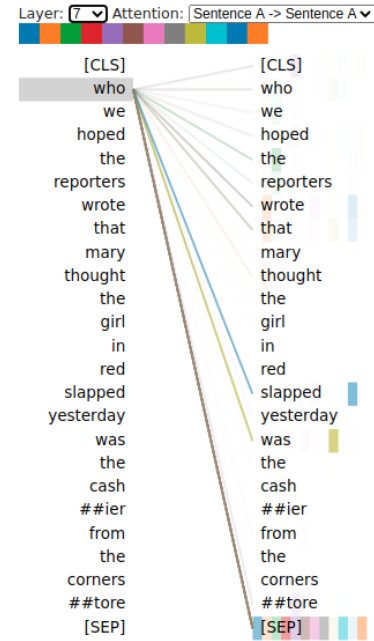 Layer: 7 Attention: Sentence A -> Sentence A
[CLS] [CLS]
who who
we we
hoped hoped
the the
reporters reporters
wrote wrote
that that
mary mary
thought thought
the the
girl girl
in in
red red
slapped slapped
yesterday yesterday
was was
the the
cash cash
##ier ##ier
from from
the the
corners corners
##tore ##tore
[SEP] [SEP]